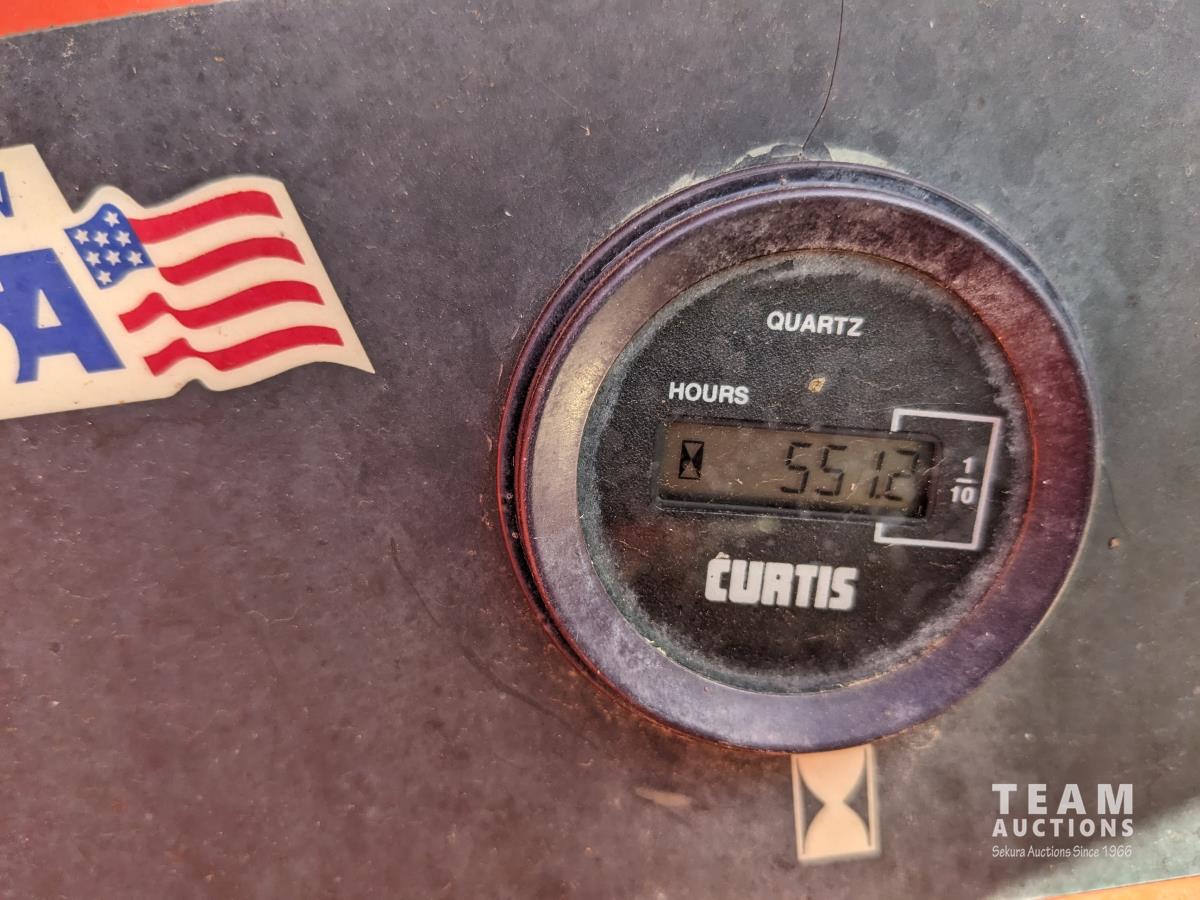 QUARTZ
HOURS
551.2
1
10
CURTIS
TEAM
AUCTIONS
Sekura Auctions Since 1966